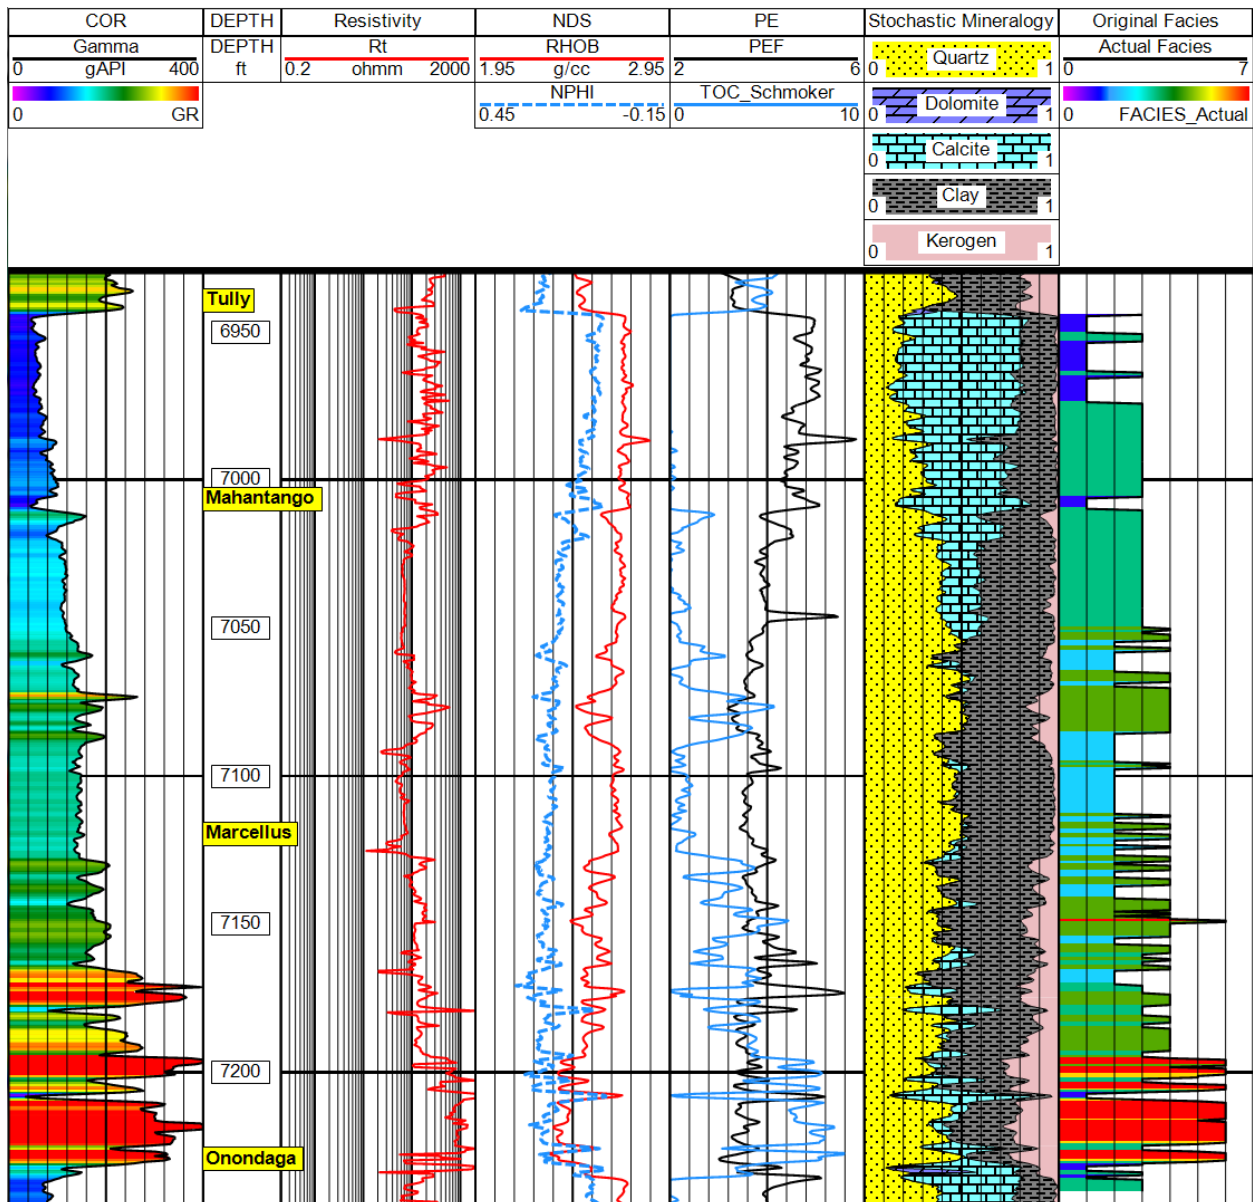 COR DEPTH Resistivity NDS PE Stochastic Mineralogy Original Facies
Gamma DEPTH Rt RHOB PEF Quartz Actual Facies
0 gAPI 400 ft 0.2 ohmm 2000 1.95 g/cc 2.95 2 6 0 1 0 7
NPHI TOC_Schmoker Dolomite
0 GR 0.45 -0.15 0 10 0 1 0 FACIES_Actual
Calcite
0 1
Clay
0 1
Kerogen
0 1
Tully
6950
7000
Mahantango
7050
7100
Marcellus
7150
7200
Onondaga